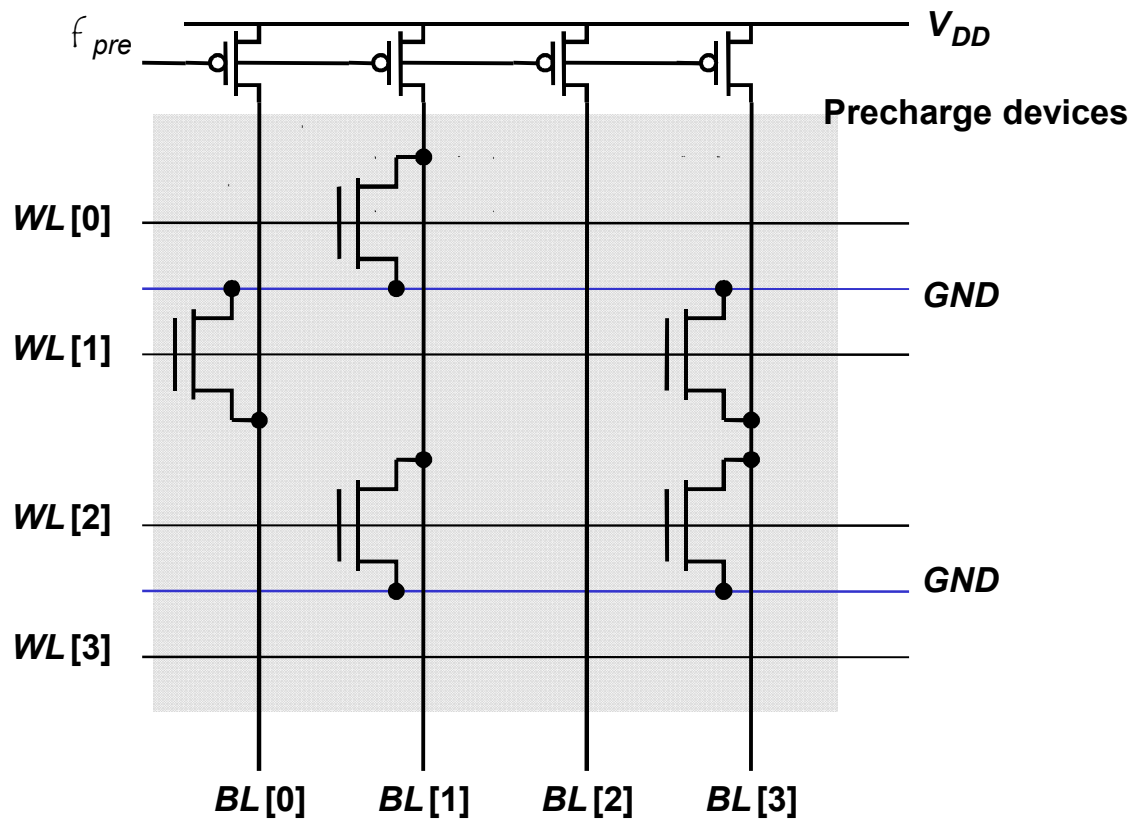 f pre
VDD
Precharge devices
WL[0]
GND
WL[1]
WL[2]
GND
WL[3]
BL[0] BL[1] BL[2] BL[3]